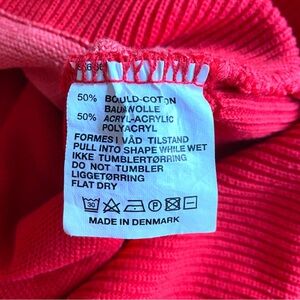 50% BOULD-COTON
BAUMWOLLE
50% ACRYL-ACRYLIC
POLYACRYL
FORMES I VÅD TILSTAND
PULL INTO SHAPE WHILE WET
IKKE TUMBLERTØRRING
DO NOT TUMBLER
LIGGETØRRING
FLAT DRY
30 P
MADE IN DENMARK